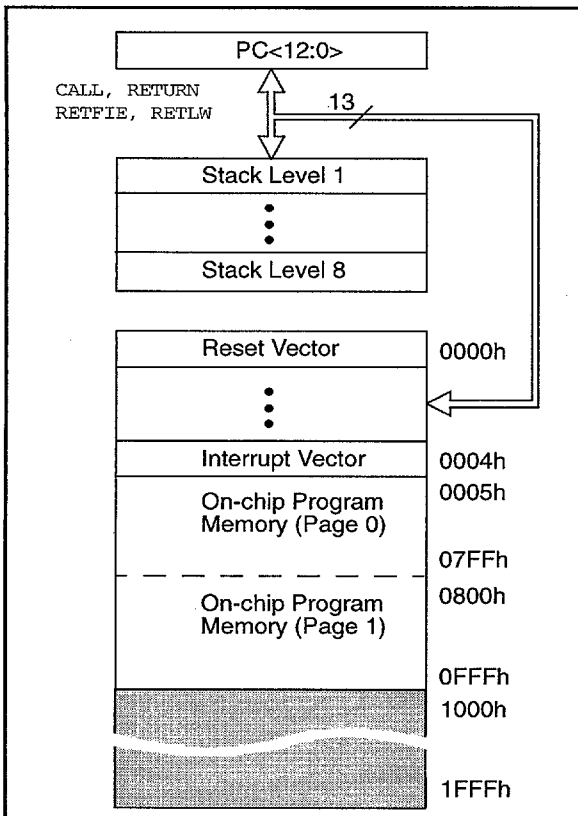 PC<12:0>
CALL, RETURN
RETFIE, RETLW
13
Stack Level 1
Stack Level 8
Reset Vector
0000h
Interrupt Vector
0004h
0005h
On-chip Program
Memory (Page 0)
07FFh
0800h
On-chip Program
Memory (Page 1)
0FFFh
1000h
1FFFh